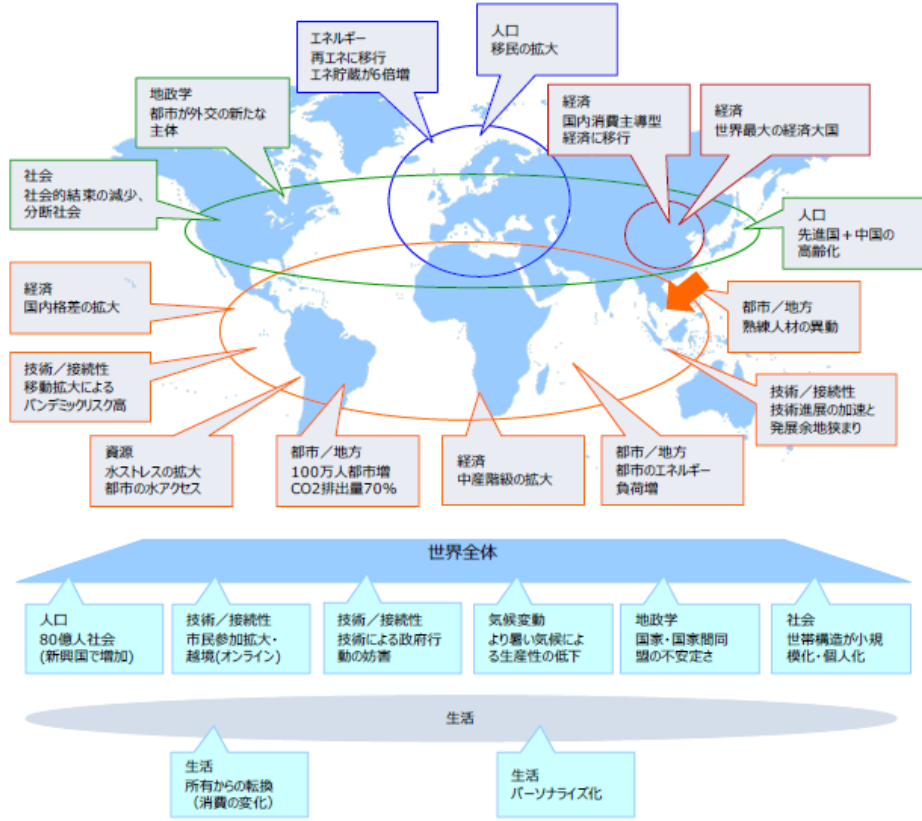 エネルギー
再エネに移行
エネ貯蔵が6倍増
人口
移民の拡大
地政学
都市が外交の新たな
主体
経済
国内消費主導型
経済に移行
経済
世界最大の経済大国
社会
社会的結束の減少、
分断社会
人口
先進国＋中国の
高齢化
経済
国内格差の拡大
都市／地方
熟練人材の異動
技術／接続性
移動拡大による
パンデミックリスク高
技術／接続性
技術進展の加速と
発展余地狭まり
資源
水ストレスの拡大
都市の水アクセス
都市／地方
100万人都市増
CO2排出量70%
経済
中産階級の拡大
都市／地方
都市のエネルギー
負荷増
世界全体
人口
80億人社会
(新興国で増加)
技術／接続性
市民参加拡大・
越境(オンライン)
技術／接続性
技術による政府行
動の妨害
気候変動
より暑い気候によ
る生産性の低下
地政学
国家・国家間同
盟の不安定さ
社会
世帯構造が小規
模化・個人化
生活
生活
所有からの転換
（消費の変化）
生活
パーソナライズ化